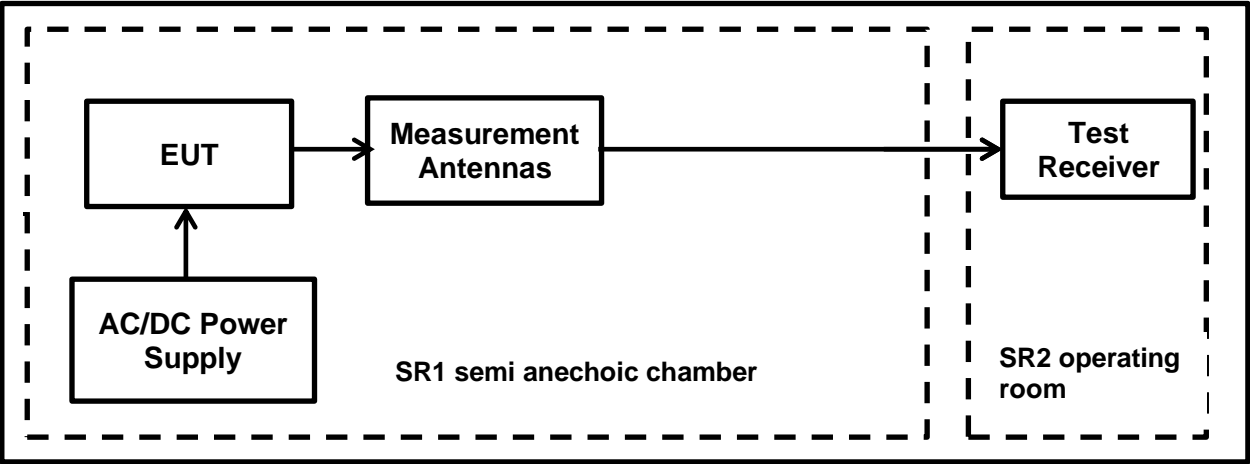 EUT
Measurement
Antennas
Test
Receiver
AC/DC Power
Supply
SR1 semi anechoic chamber
SR2 operating
room